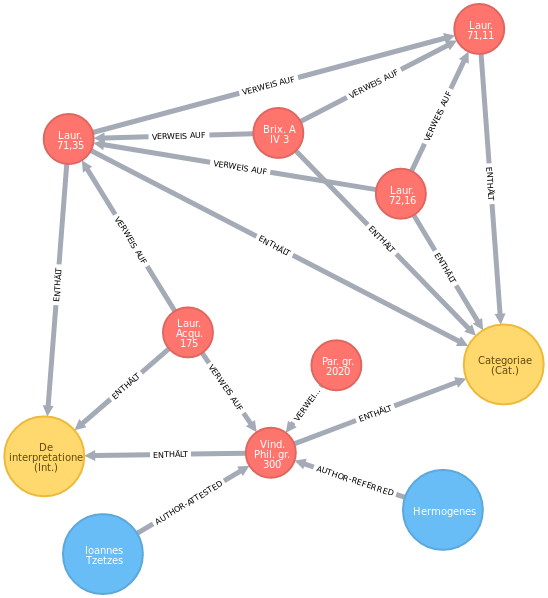 Laur.
71,11
VERWEIS AUF
VERWEIS AUF
VERWEIS AUF
Brix. A
IV 3
VERWEIS AUF
Laur.
71,35
VERWEIS AUF
Laur.
72,16
ENTHÄLT
VERWEIS AUF
ENTHÄLT
ENTHÄLT
ENTHÄLT
ENTHÄLT
Laur.
Acqu.
175
Par. gr.
2020
Categoriae
(Cat.)
ENTHÄLT
VERWEIS AUF
VERWEI…
ENTHÄLT
De
interpretatione
(Int.)
ENTHÄLT
Vind.
Phil. gr.
300
AUTHOR-ATTESTED
AUTHOR-REFERRED
Hermogenes
Ioannes
Tzetzes